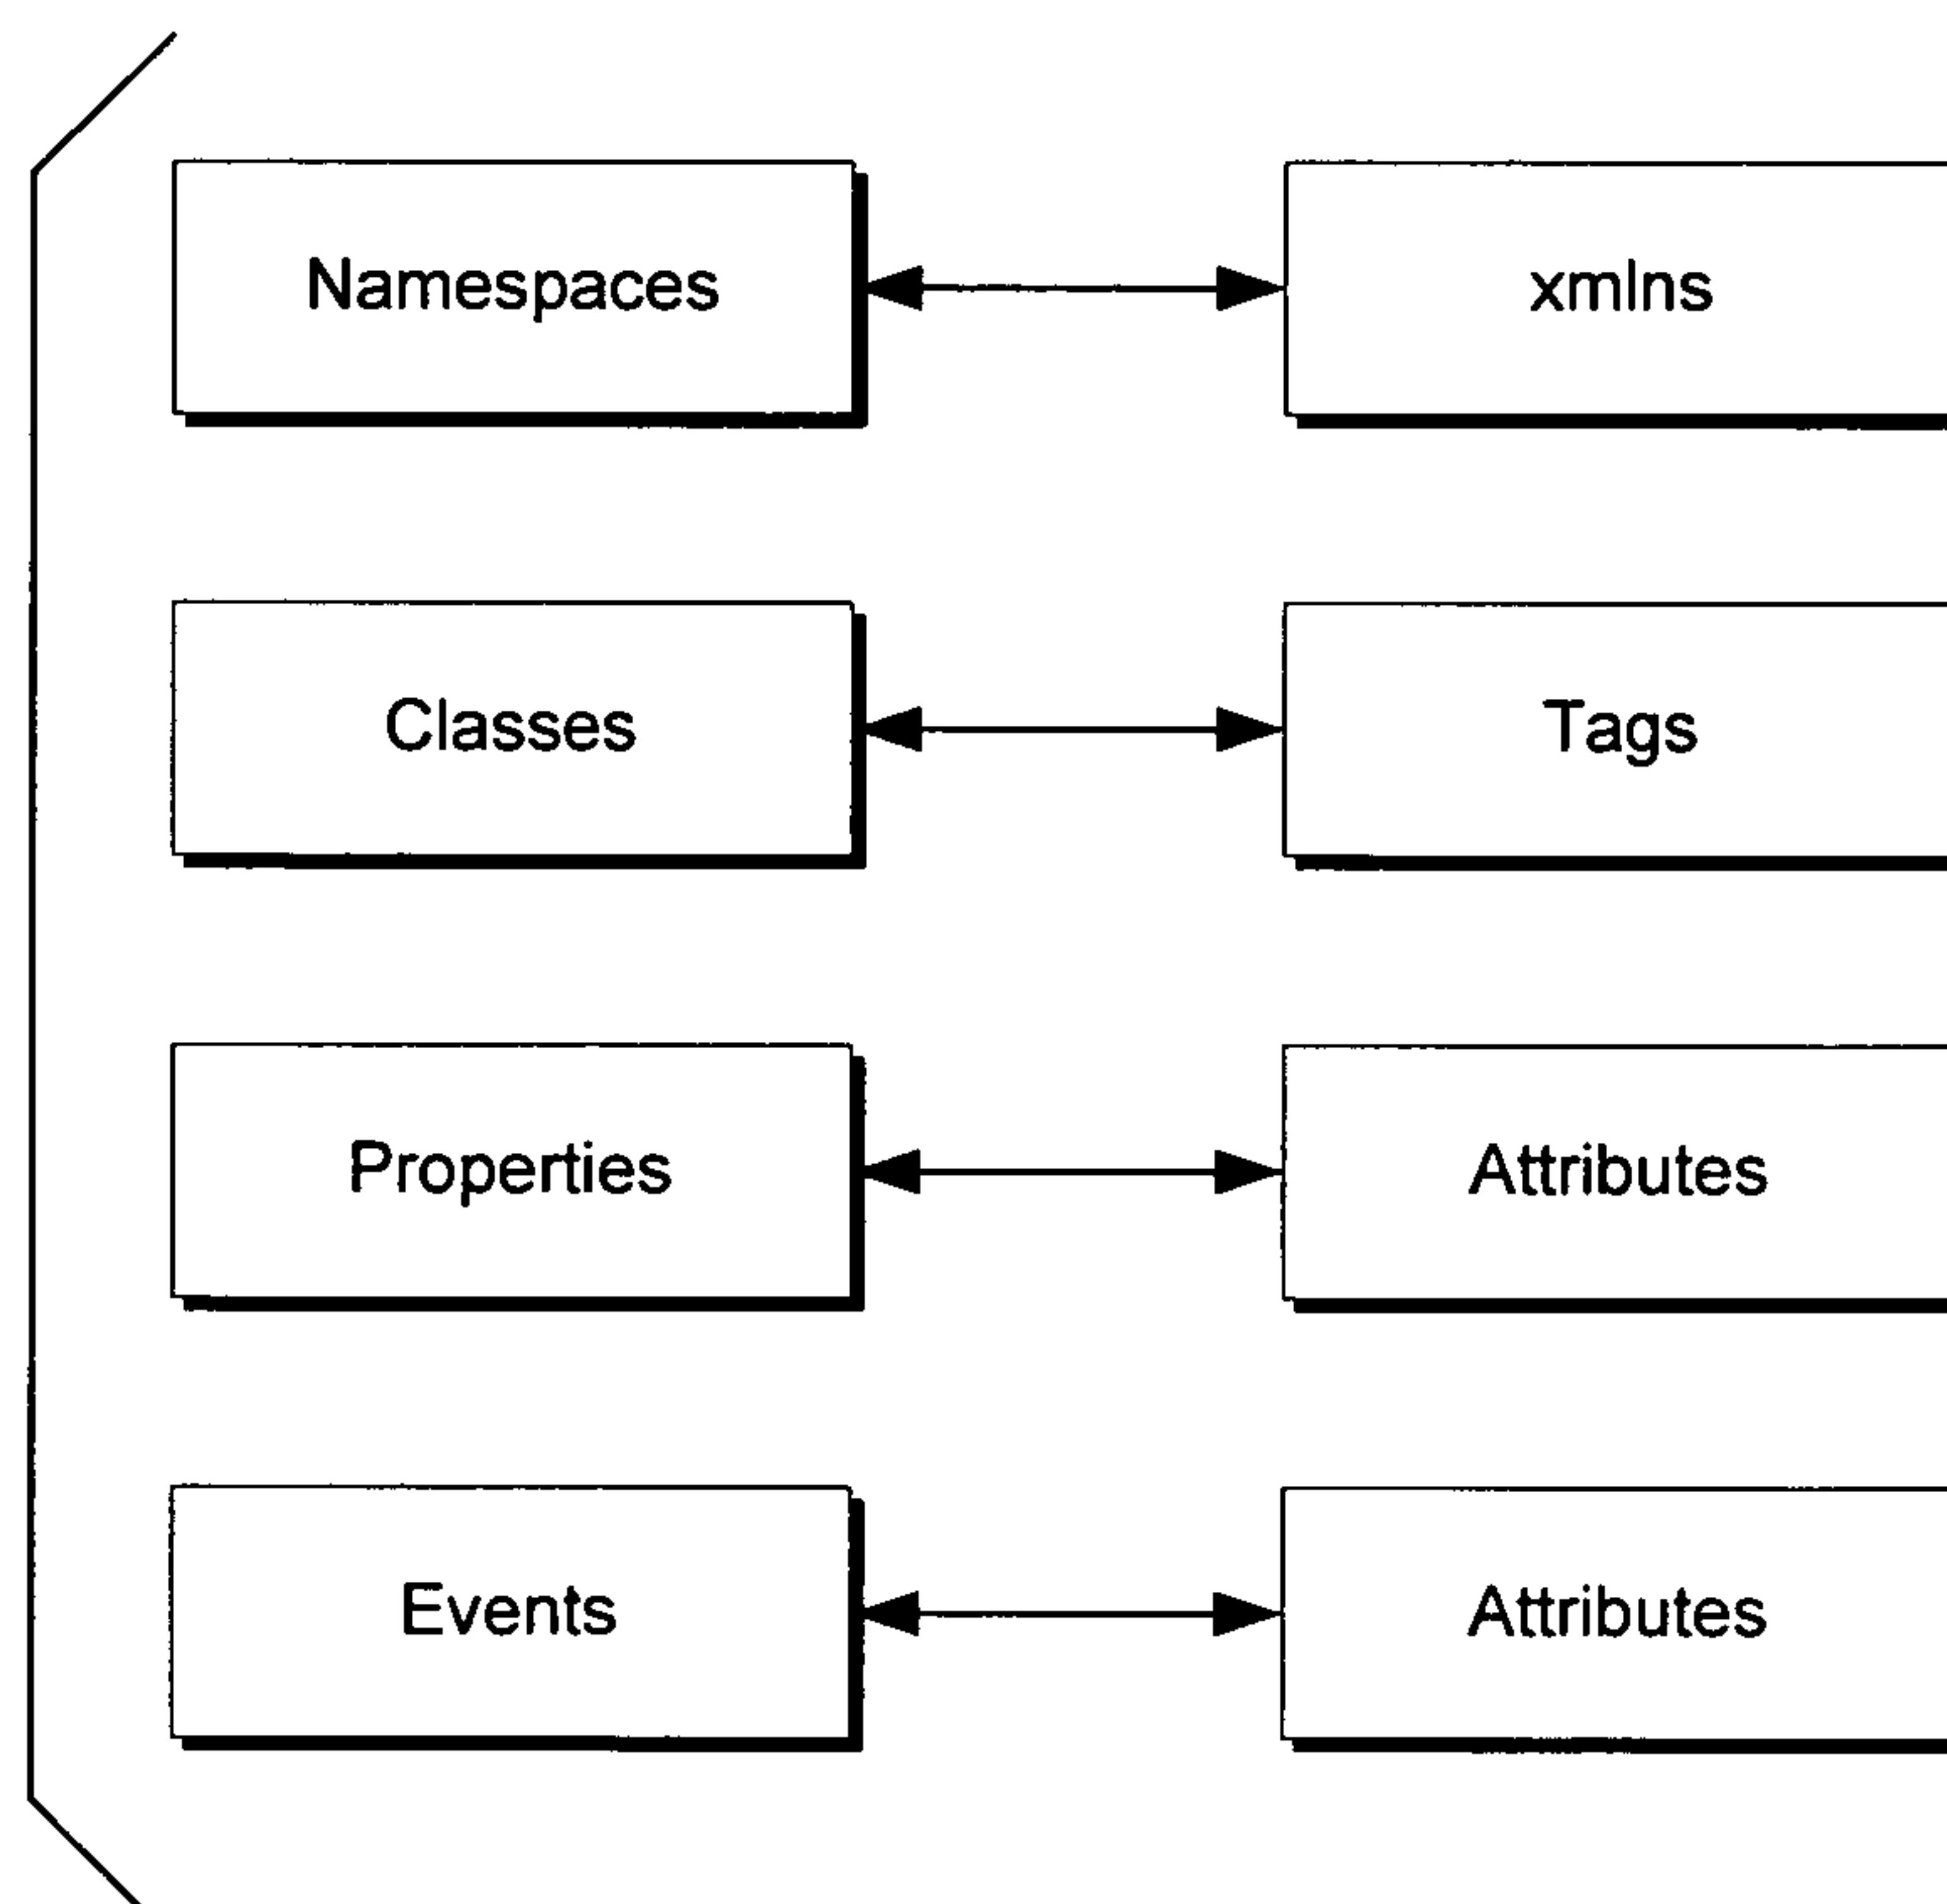 Namespaces
xmlns
Classes
Tags
Properties
Attributes
Events
Attributes